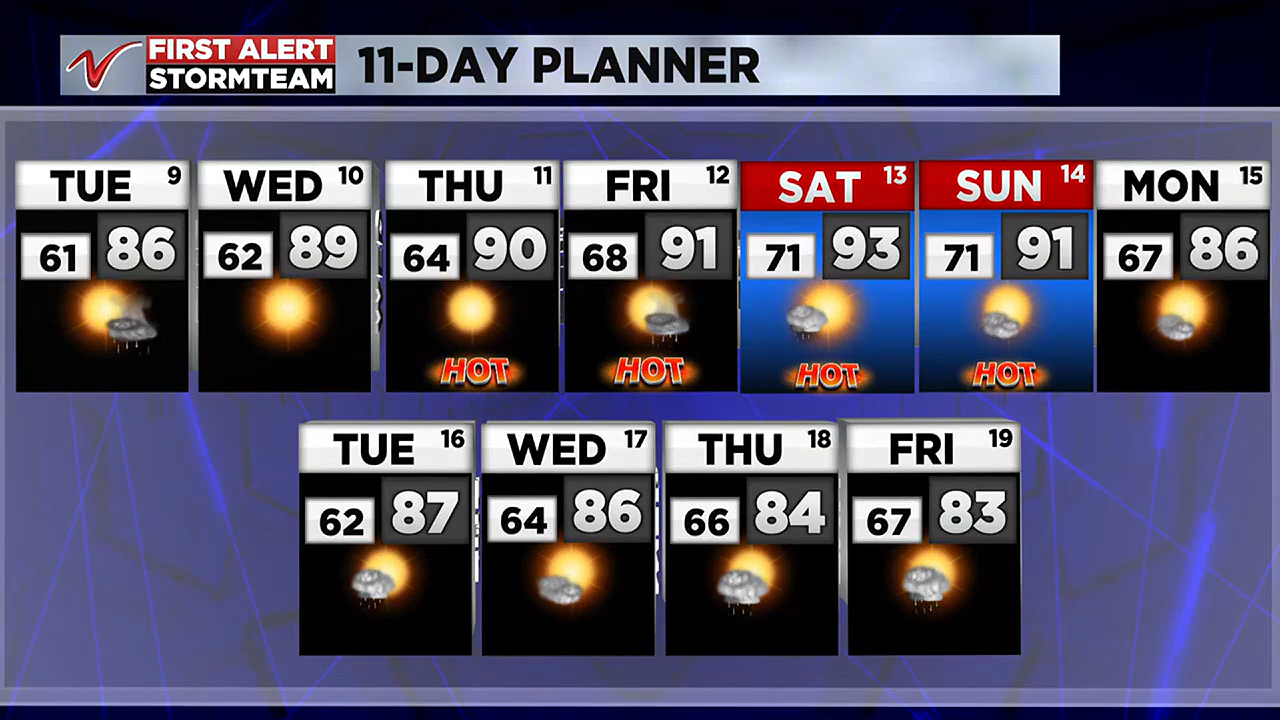 FIRST ALERT
STORMTEAM
11-DAY PLANNER
TUE 9
61 86
WED 10
62 89
THU 11
64 90
HOT
FRI 12
68 91
HOT
SAT 13
71 93
HOT
SUN 14
71 91
HOT
MON 15
67 86
TUE 16
62 87
WED 17
64 86
THU 18
66 84
FRI 19
67 83